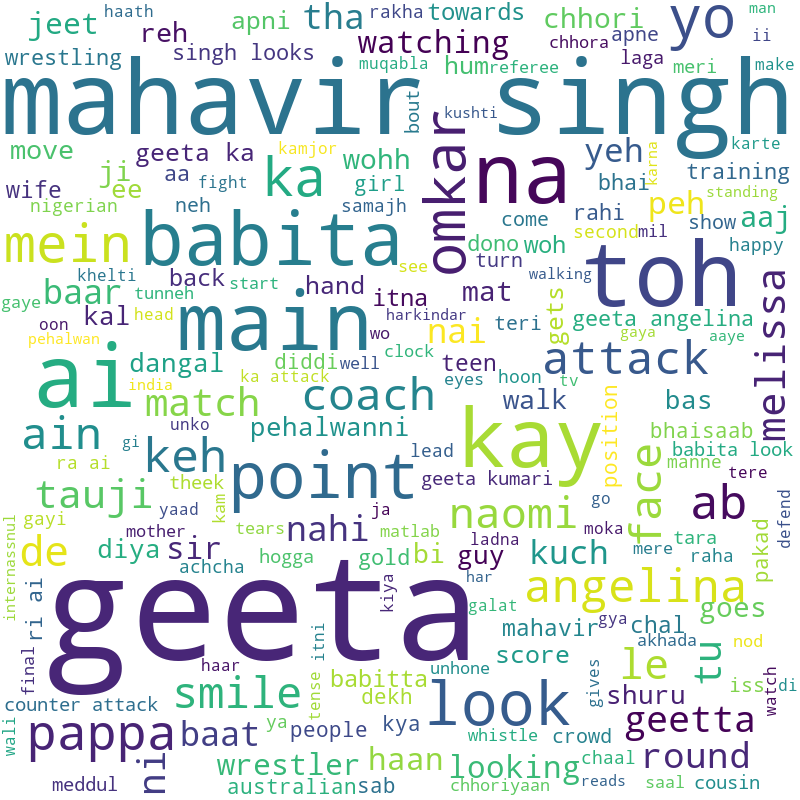 haath
jeet
reh
apni
tha
rakha
towards
chhori
yo
man
ii
wrestling
singh looks
watching
cousin
chhora
apne
muqabla
hum
referee
laga
meri
make
mahavir singh
bout
kushti
move
geeta ka
kamjor
wohh
omkar
na
yeh
karna
karte
training
ji
aa
ka
girl
bhai
wife
ee
fight
peh
standing
nigerian
neh
samajh
come
rahi
show
aaj
second
mil
mein
babita
dono
woh
toh
happy
khelti
back
hand
see
turn
walking
melissa
gaye
baar
tunneh
start
itna
mat
gets
oon
kal
head
main
wo
harkindar
nai
teri
geeta angelina
gaya
aaye
pehalwan
india
dangal
diddi
well
clock
teen
attack
ai
ka attack
eyes
hoon
tv
match
coach
walk
position
bas
ain
unko
pehalwanni
kay
bhaisaab
gi
keh
lead
babita look
ra ai
theek
point
geeta kumari
face
manne
tere
tauji
kam
go
ab
gayi
yaad
nahi
ja
naomi
moka
defend
internassnul
mother
tears
matlab
ladna
mere
tara
pakad
de
diya
sir
gold
bi
guy
kuch
raha
achcha
hogga
kiya
har
angelina
ri ai
geeta
galat
gya
goes
mahavir
chal
akhada
nod
final
haar
tense
itni
score
le
tu
smile
babitta
unhone
look
gives
shuru
iss
di
watch
counter attack
dekh
wali
pappa
baat
ya
people
kya
whistle
crowd
geetta
ni
wrestler
haan
looking
chaal
round
meddul
australian
sab
chhoriyaan
reads
saal
cousin